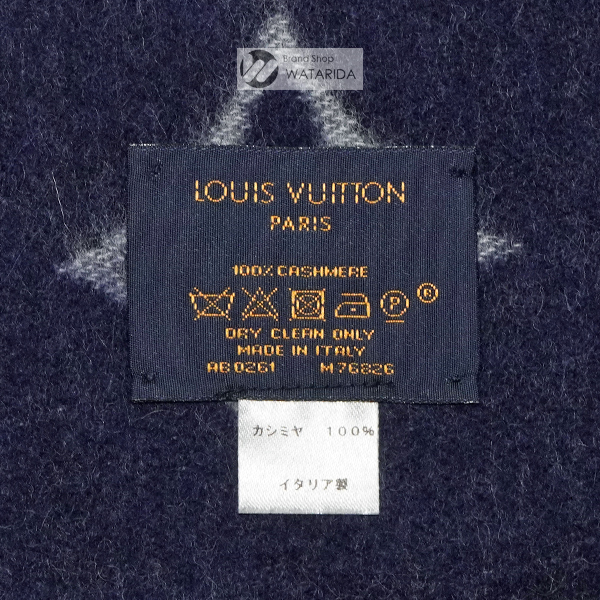 Brand Shop
WATARIDA
LOUIS VUITTON
PARIS
100% CASHMERE
P R
DRY CLEAN ONLY
MADE IN ITALY
AB0261 M76826
カシミヤ 100%
イタリア製